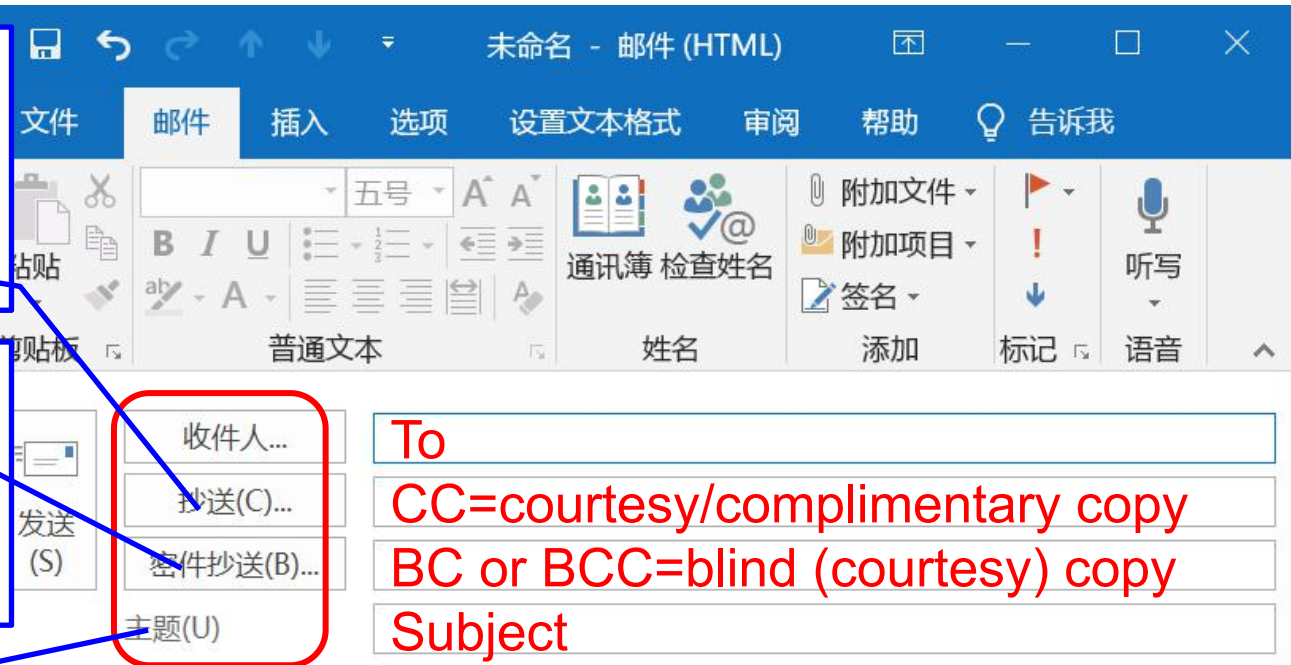 未命名 - 邮件 (HTML)
文件 邮件 插入 选项 设置文本格式 审阅 帮助 告诉我
五号 A A 附加文件
B I U 附加项目
粘贴 通讯簿 检查姓名 听写
ab A A 签名
剪贴板 普通文本 姓名 添加 标记 语音
收件人... To
抄送(C)... CC=courtesy/complimentary copy
发送
(S)
密件抄送(B)... BC or BCC=blind (courtesy) copy
主题(U) Subject